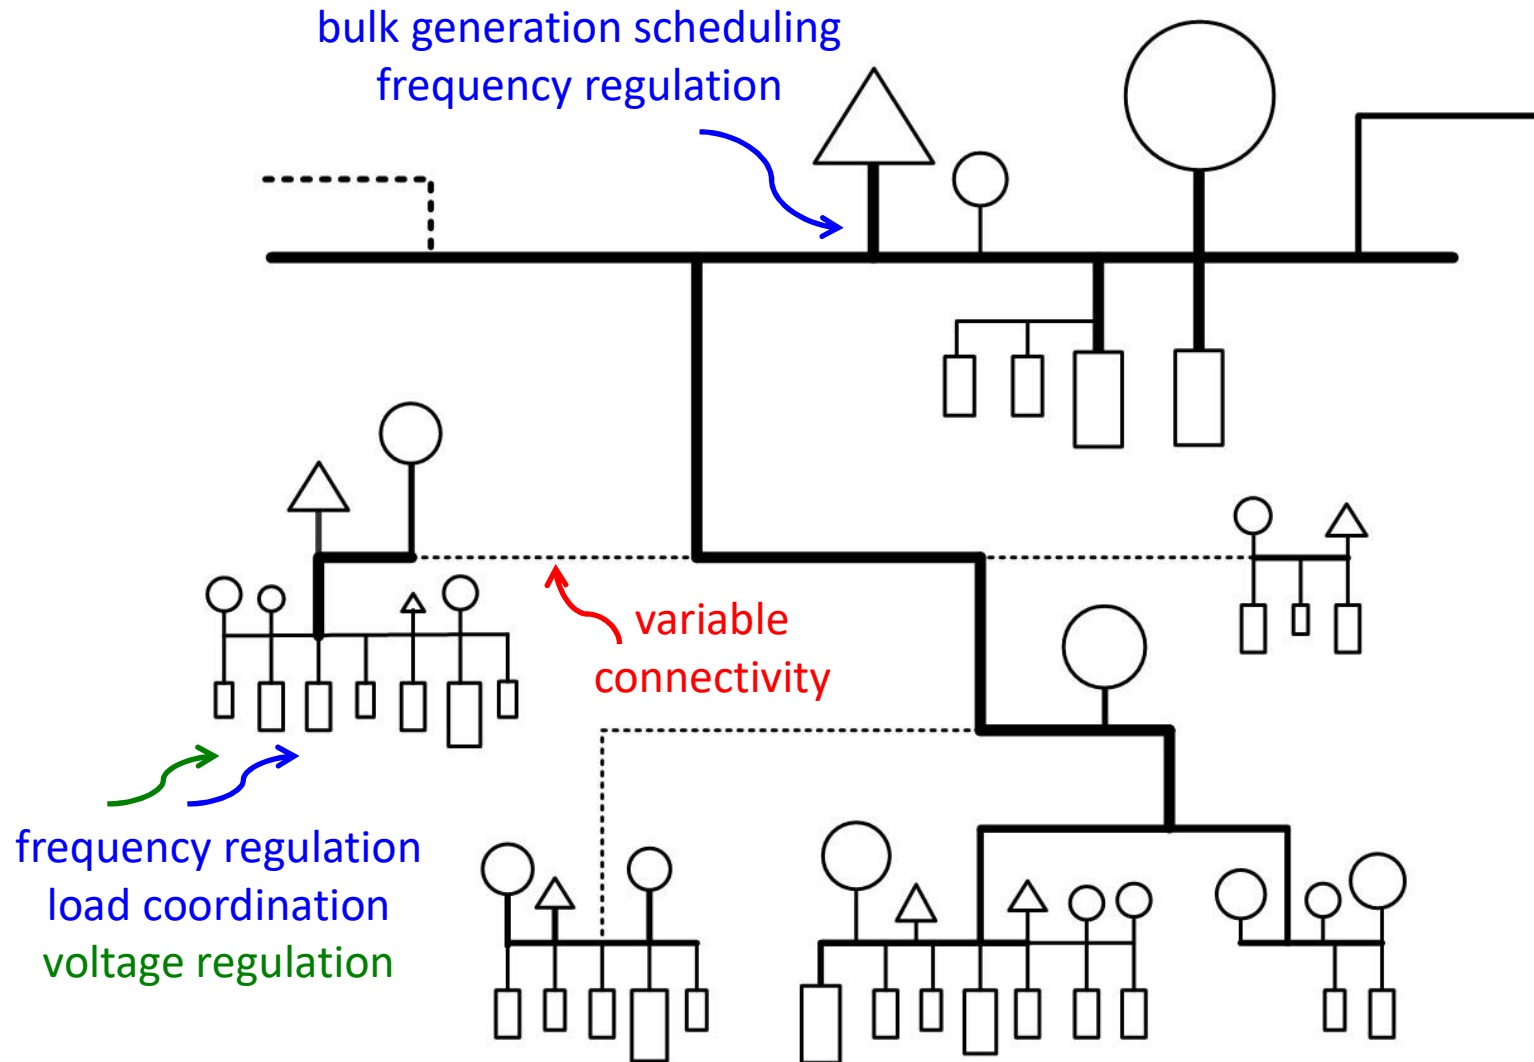 bulk generation scheduling
frequency regulation
variable
connectivity
frequency regulation
load coordination
voltage regulation